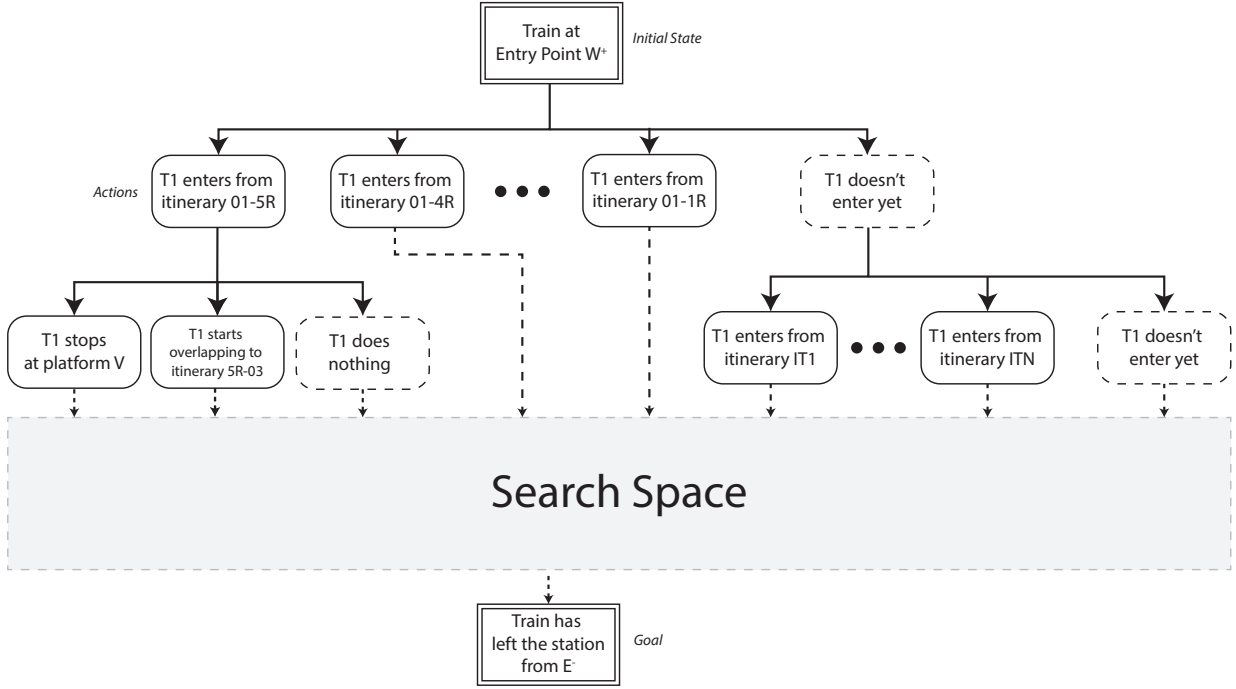 Train at
Entry Point W⁺
Initial State
Actions
T1 enters from
itinerary 01-5R
T1 enters from
itinerary 01-4R
T1 enters from
itinerary 01-1R
T1 doesn't
enter yet
T1 stops
at platform V
T1 starts
overlapping to
itinerary 5R-03
T1 does
nothing
T1 enters from
itinerary IT1
T1 enters from
itinerary ITN
T1 doesn't
enter yet
Search Space
Train has
left the station
from E⁻
Goal